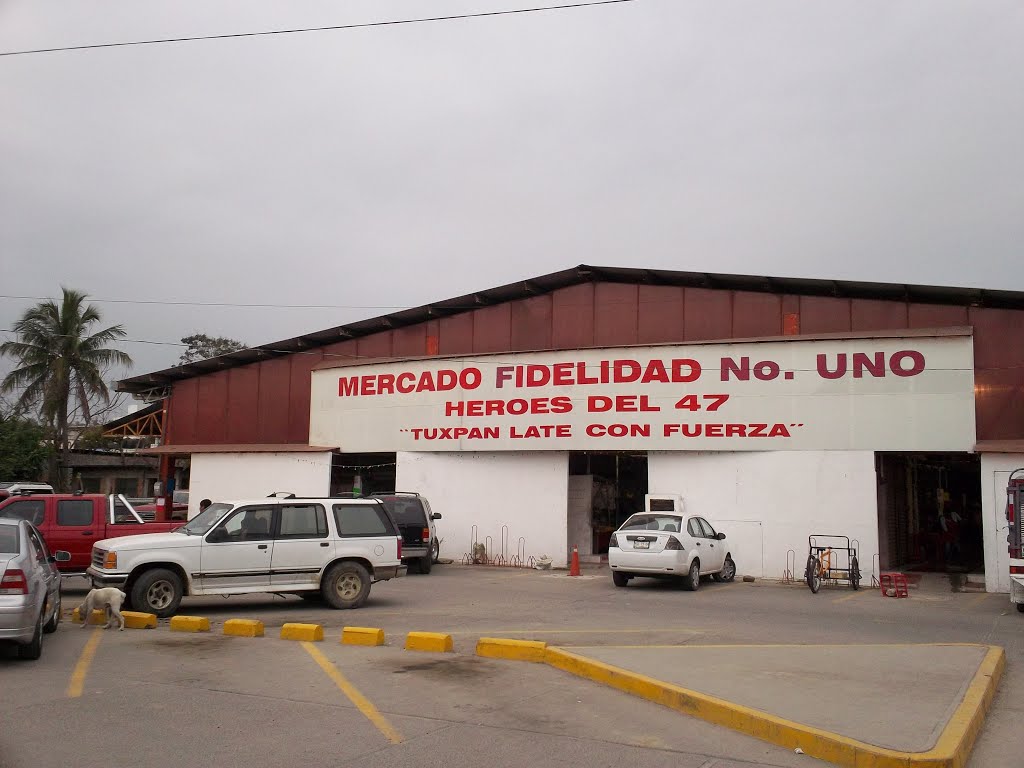 MERCADO FIDELIDAD No. UNO
HEROES DEL 47
"TUXPAN LATE CON FUERZA"